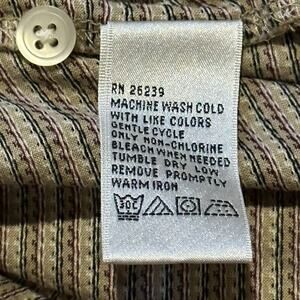 RN 26239
MACHINE WASH COLD
WITH LIKE COLORS
GENTLE CYCLE
ONLY NON-CHLORINE
BLEACH WHEN NEEDED
TUMBLE DRY LOW
REMOVE PROMPTLY
WARM IRON